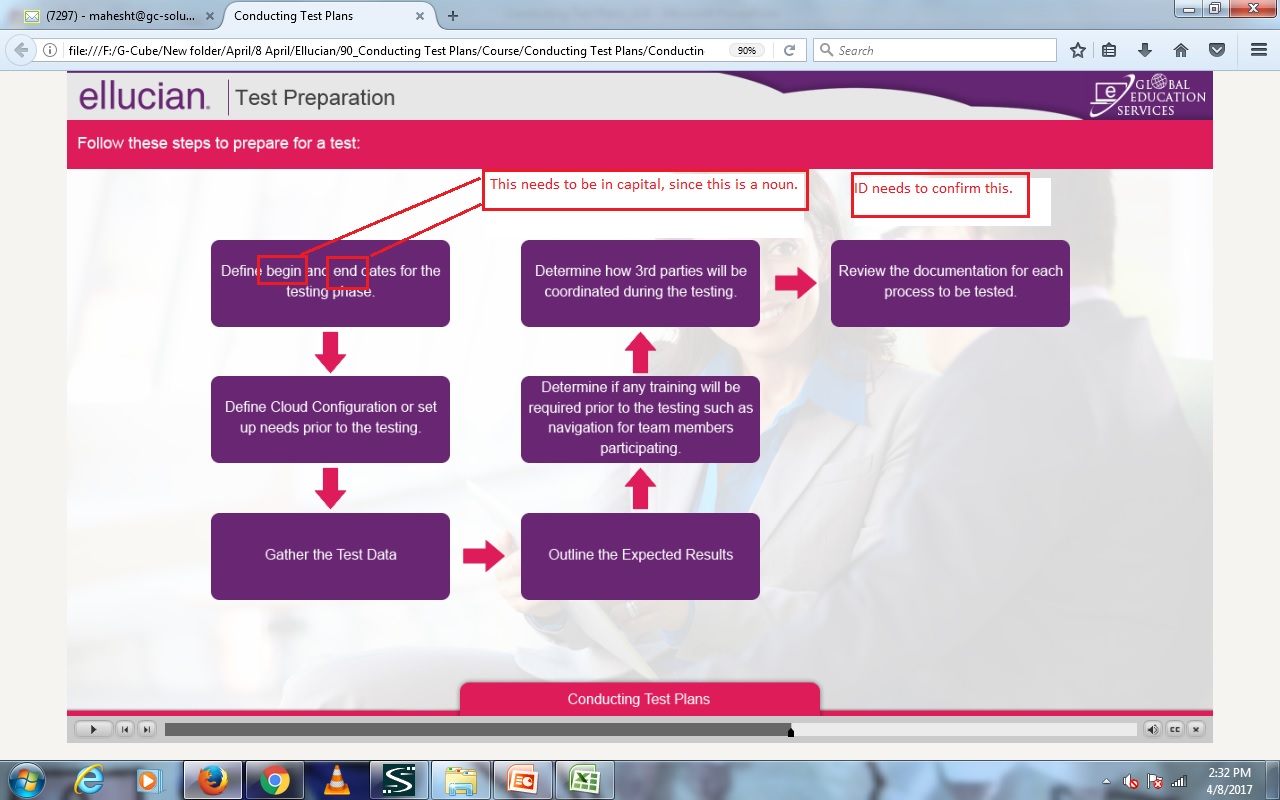 (7297) - mahesht@gc-solu...
Conducting Test Plans
file:///F:/G-Cube/New folder/April/8 April/Ellucian/90_Conducting Test Plans/Course/Conducting Test Plans/Conductin
90%
Search
ellucian.
Test Preparation
GLOBAL
EDUCATION
SERVICES
Follow these steps to prepare for a test:
This needs to be in capital, since this is a noun.
ID needs to confirm this.
Define begin and end dates for the
testing phase.
Define Cloud Configuration or set
up needs prior to the testing.
Gather the Test Data
Outline the Expected Results
Determine if any training will be
required prior to the testing such as
navigation for team members
participating.
Determine how 3rd parties will be
coordinated during the testing.
Review the documentation for each
process to be tested.
Conducting Test Plans
CC
2:32 PM
4/8/2017